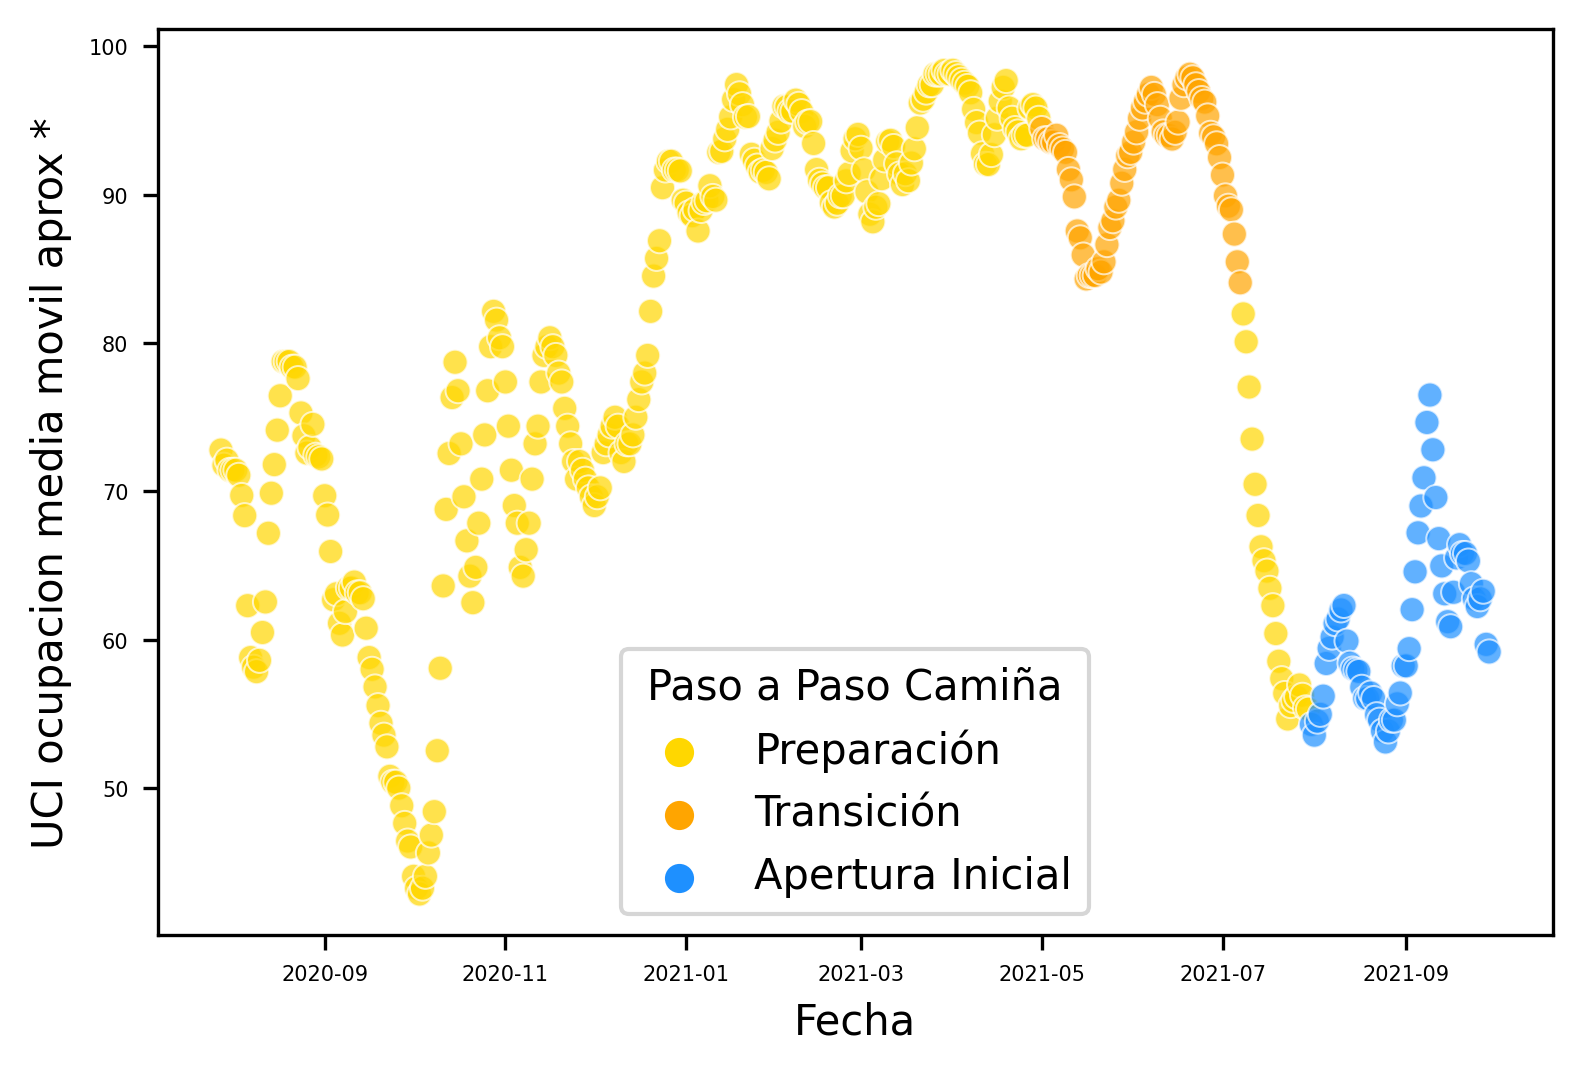 100
90
80
70
60
50
UCI ocupacion media movil aprox *
Paso a Paso Camiña
Preparación
Transición
Apertura Inicial
2020-09 2020-11 2021-01 2021-03 2021-05 2021-07 2021-09
Fecha